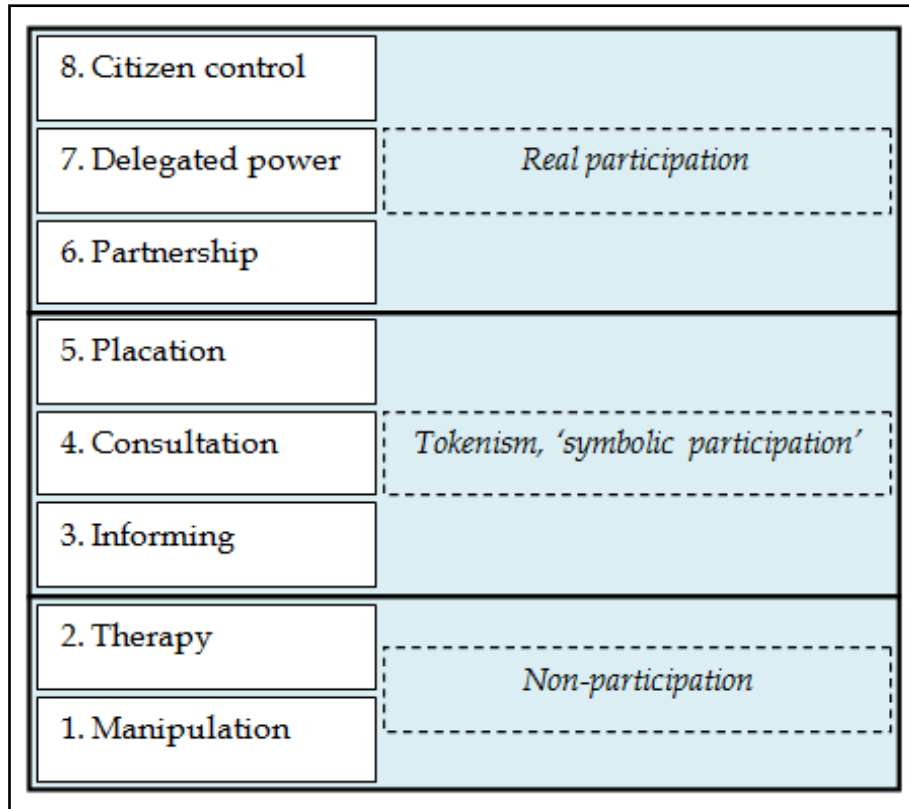 8. Citizen control
7. Delegated power
Real participation
6. Partnership
5. Placation
4. Consultation
Tokenism, ‘symbolic participation’
3. Informing
2. Therapy
Non-participation
1. Manipulation